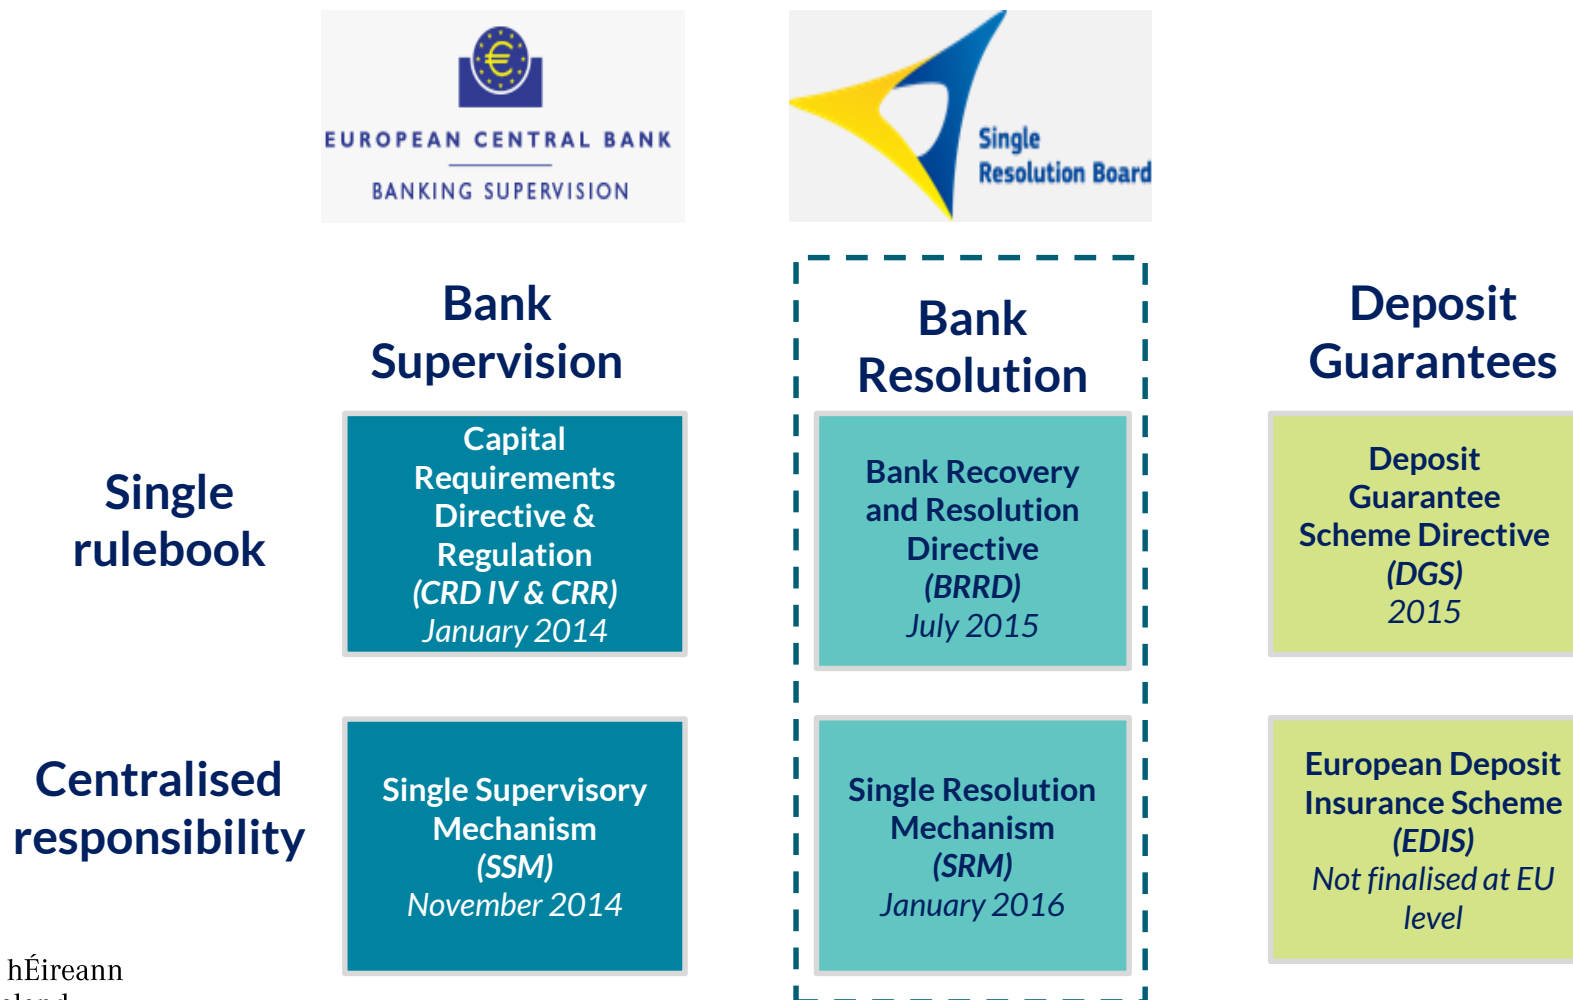 EUROPEAN CENTRAL BANK
BANKING SUPERVISION
Single
Resolution Board
Bank
Supervision
Bank
Resolution
Deposit
Guarantees
Single
rulebook
Capital
Requirements
Directive &
Regulation
(CRD IV & CRR)
January 2014
Bank Recovery
and Resolution
Directive
(BRRD)
July 2015
Deposit
Guarantee
Scheme Directive
(DGS)
2015
Centralised
responsibility
Single Supervisory
Mechanism
(SSM)
November 2014
Single Resolution
Mechanism
(SRM)
January 2016
European Deposit
Insurance Scheme
(EDIS)
Not finalised at EU
level
hÉireann